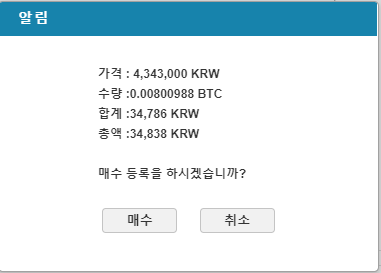 알림
가격 : 4,343,000 KRW
수량 :0.00800988 BTC
합계 :34,786 KRW
총액 :34,838 KRW
매수 등록을 하시겠습니까?
매수 취소